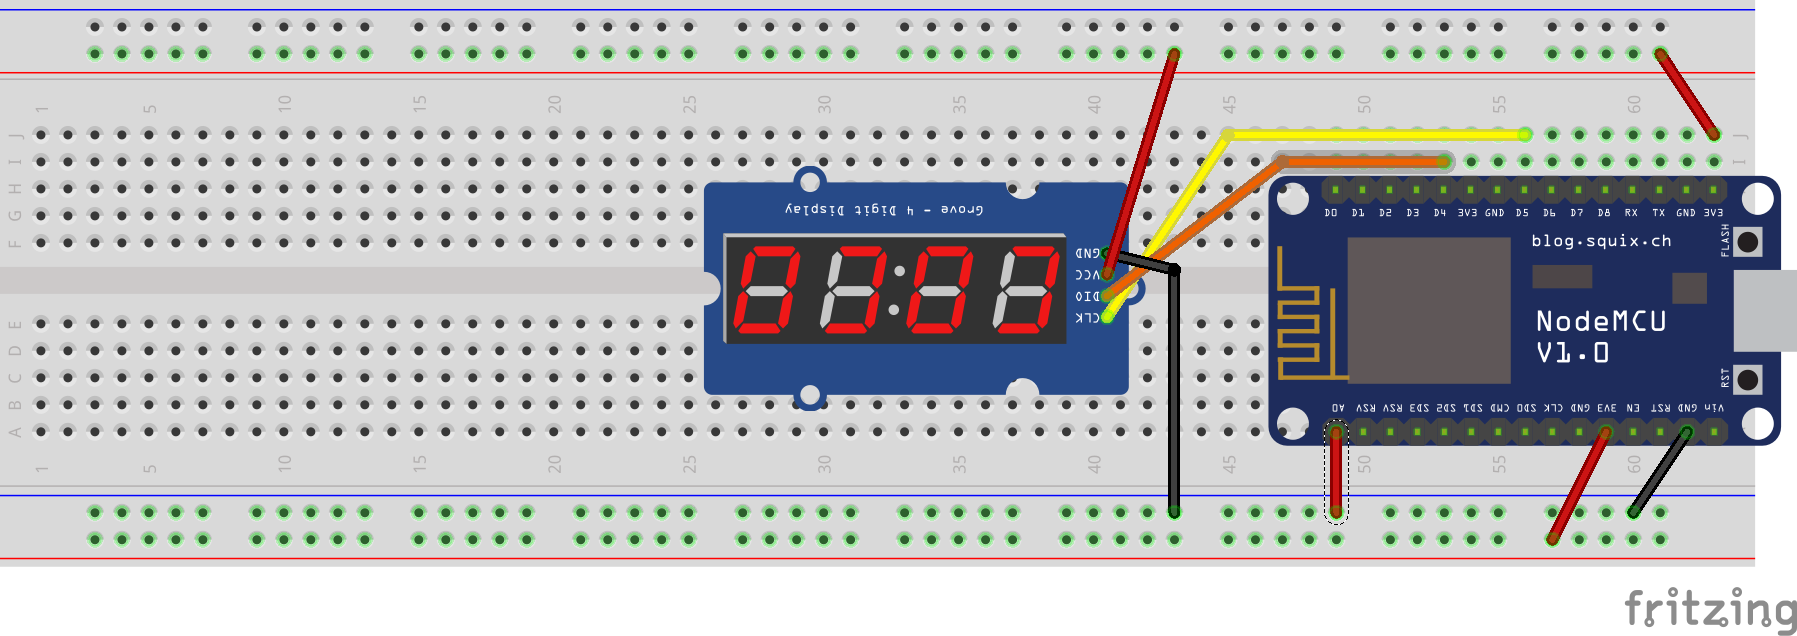 1 5 10 15 20 25 30 35 40 45 50 55 60
J J
I I
H
G
F
Grove - 4 Digit Display
GND
VCC
DIO
CLK
D0 D1 D2 D3 D4 3V3 GND D5 D6 D7 D8 RX TX GND 3V3
blog.squix.ch
FLASH
NodeMCU
V1.0
RST
E
D
C
B
A
A0 RSV RSV SD3 SD2 SD1 CMD SD0 CLK GND 3V3 EN RST GND Vin
1 5 10 15 20 25 30 35 40 45 50 55 60
fritzing